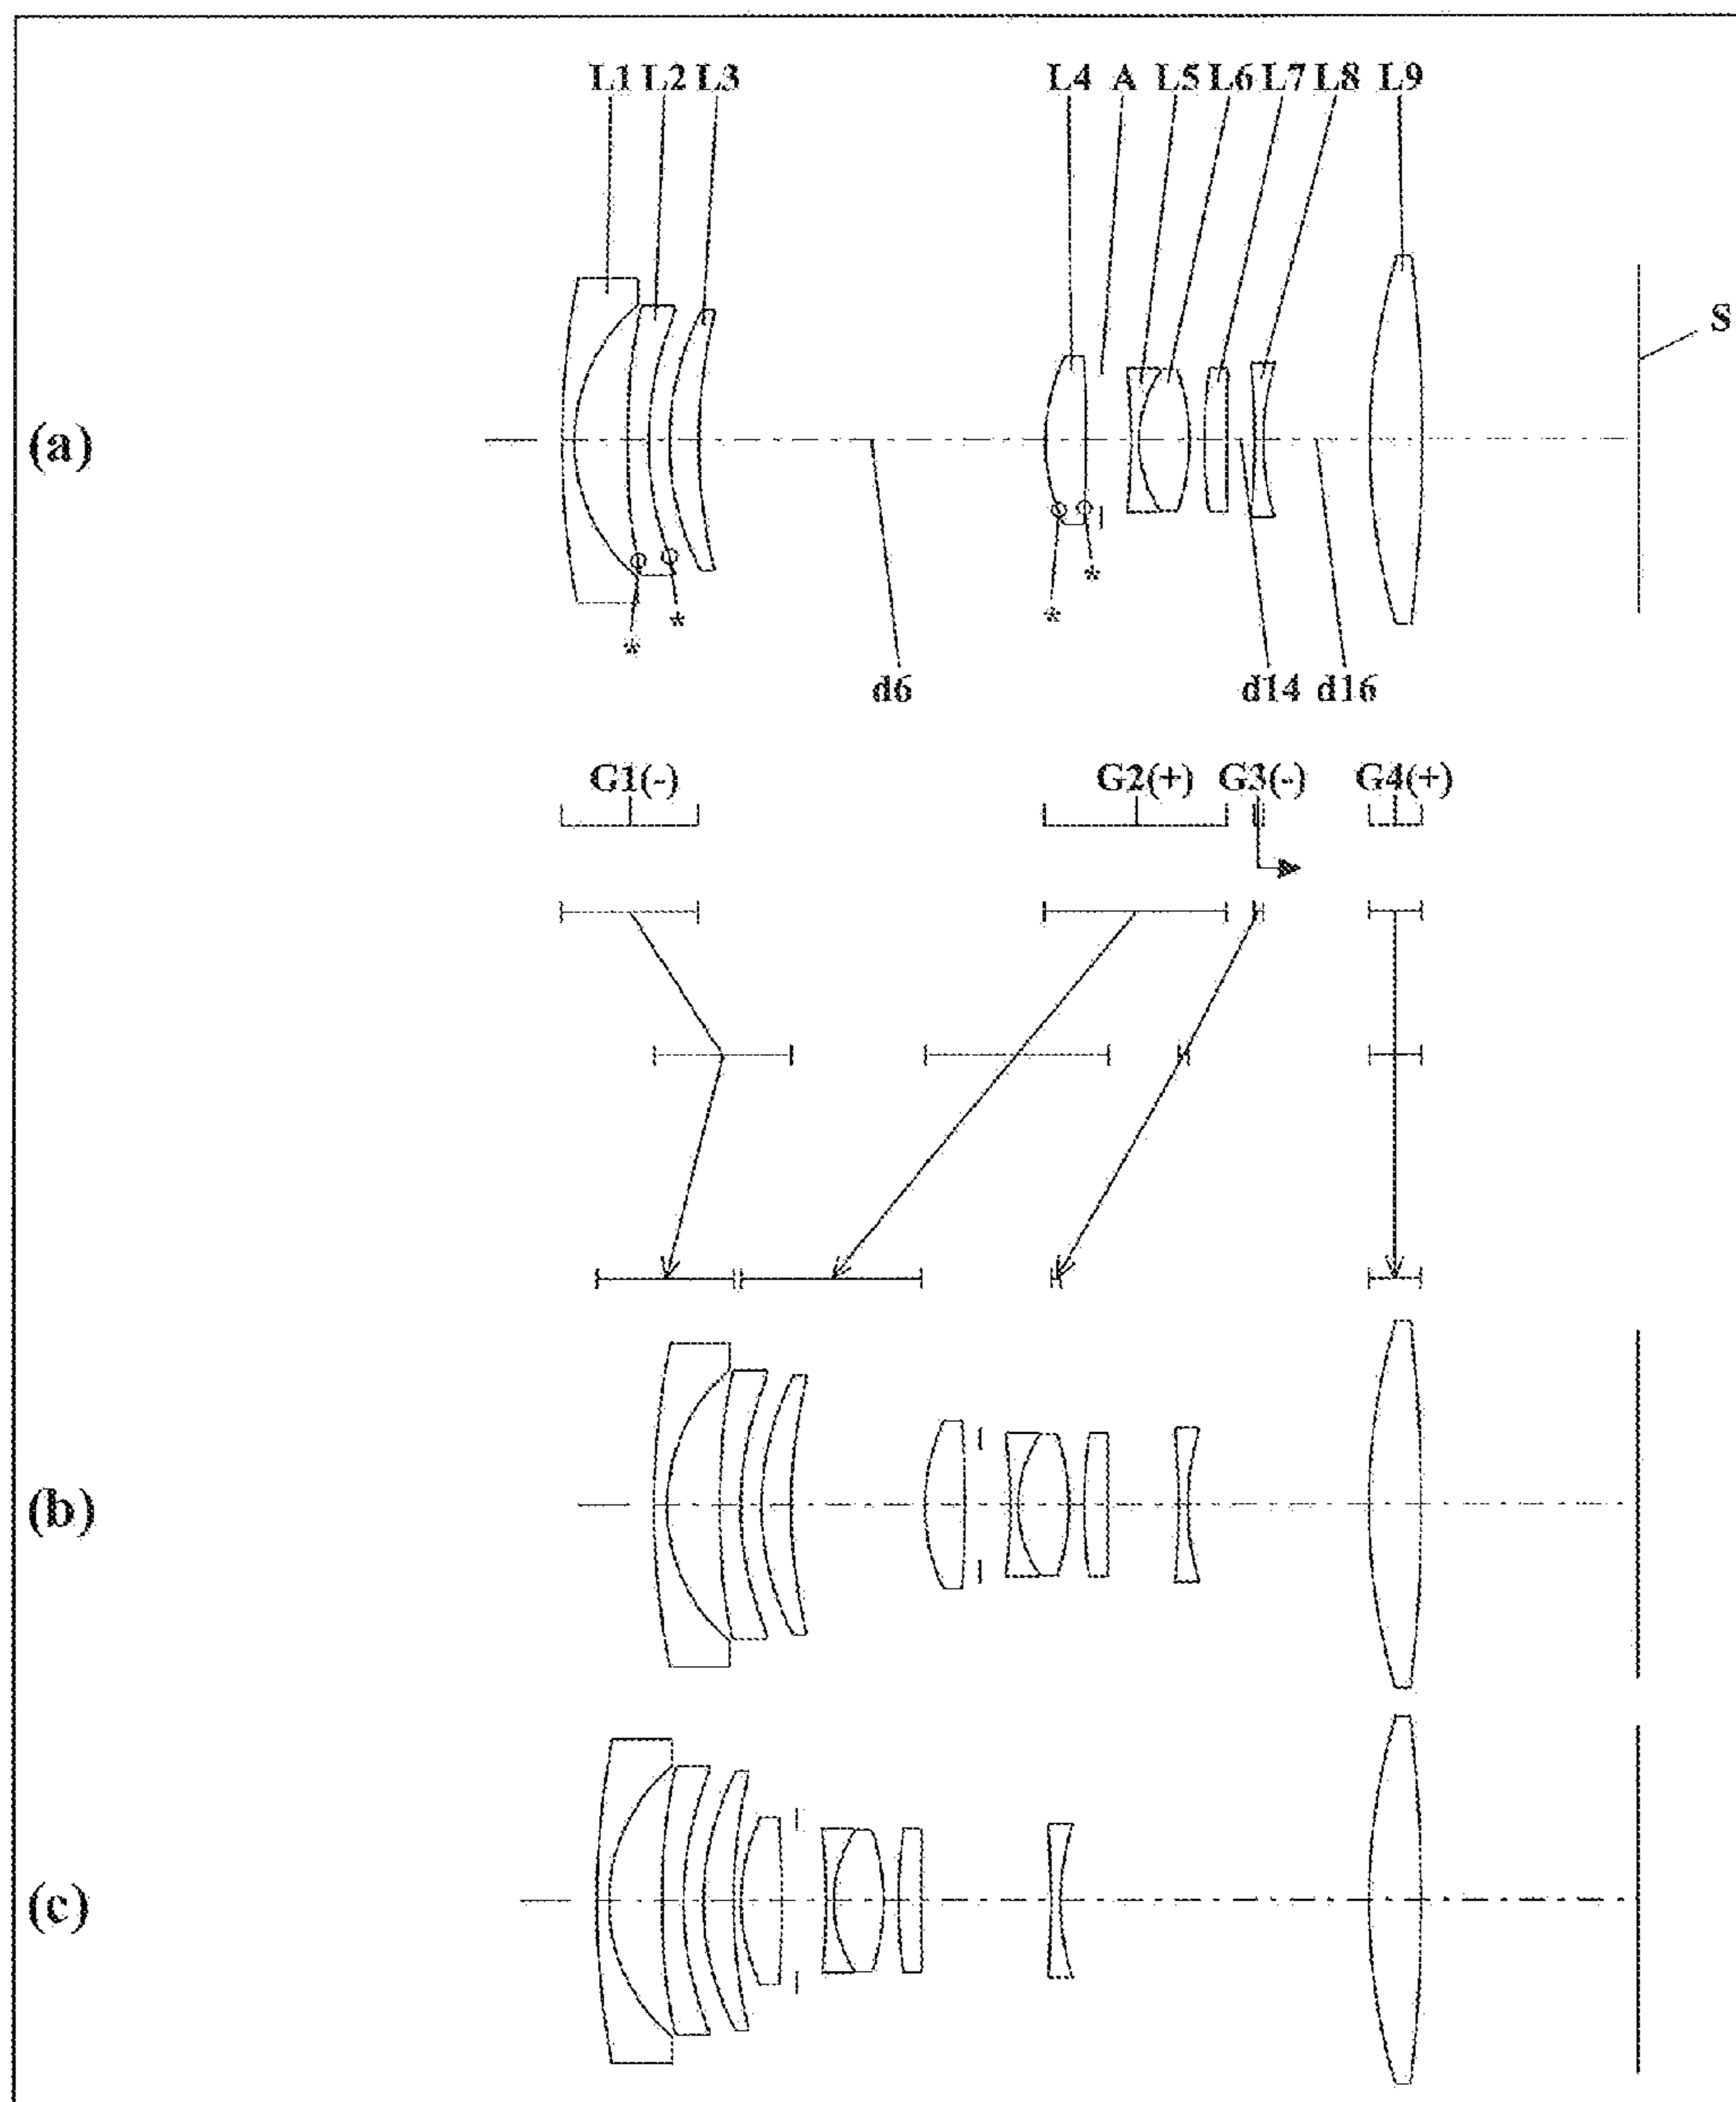 L1 L2 L3 L4 A L5 L6 L7 L8 L9
S
(a)
* * * *
d6 d14 d16
G1(-) G2(+) G3(-) G4(+)
(b)
(c)